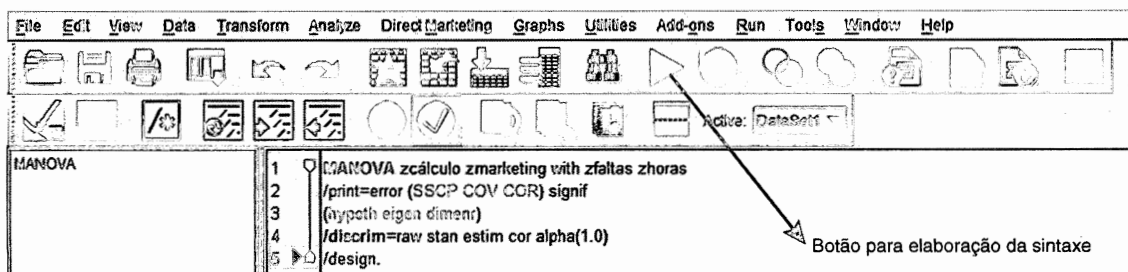 File Edit View Data Transform Analyze Direct Marketing Graphs Utilities Add-ons Run Tools Window Help
Active: DataSet1
MANOVA
1 MANOVA zcálculo zmarketing with zfaltas zhoras
2 /print=error (SSCP COV COR) signif
3 (hypoth eigen dimenr)
4 /discrim=raw stan estim cor alpha(1.0)
5 /design.
Botão para elaboração da sintaxe